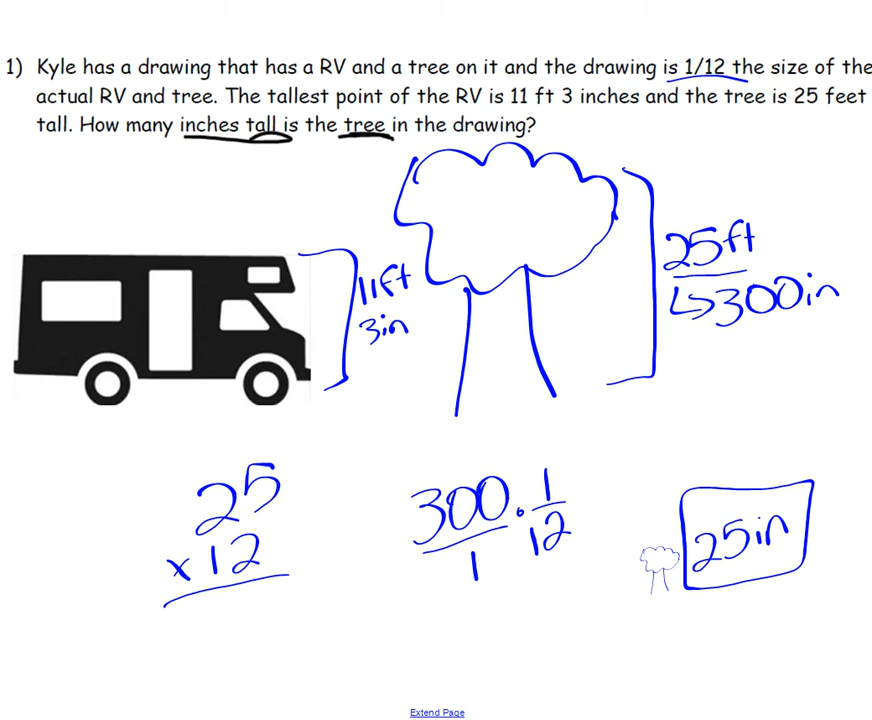 1) Kyle has a drawing that has a RV and a tree on it and the drawing is 1/12 the size of the
actual RV and tree. The tallest point of the RV is 11 ft 3 inches and the tree is 25 feet
tall. How many inches tall is the tree in the drawing?
11ft
3in
25ft
↳300in
25
x12
300/1 · 1/12
25in
Extend Page